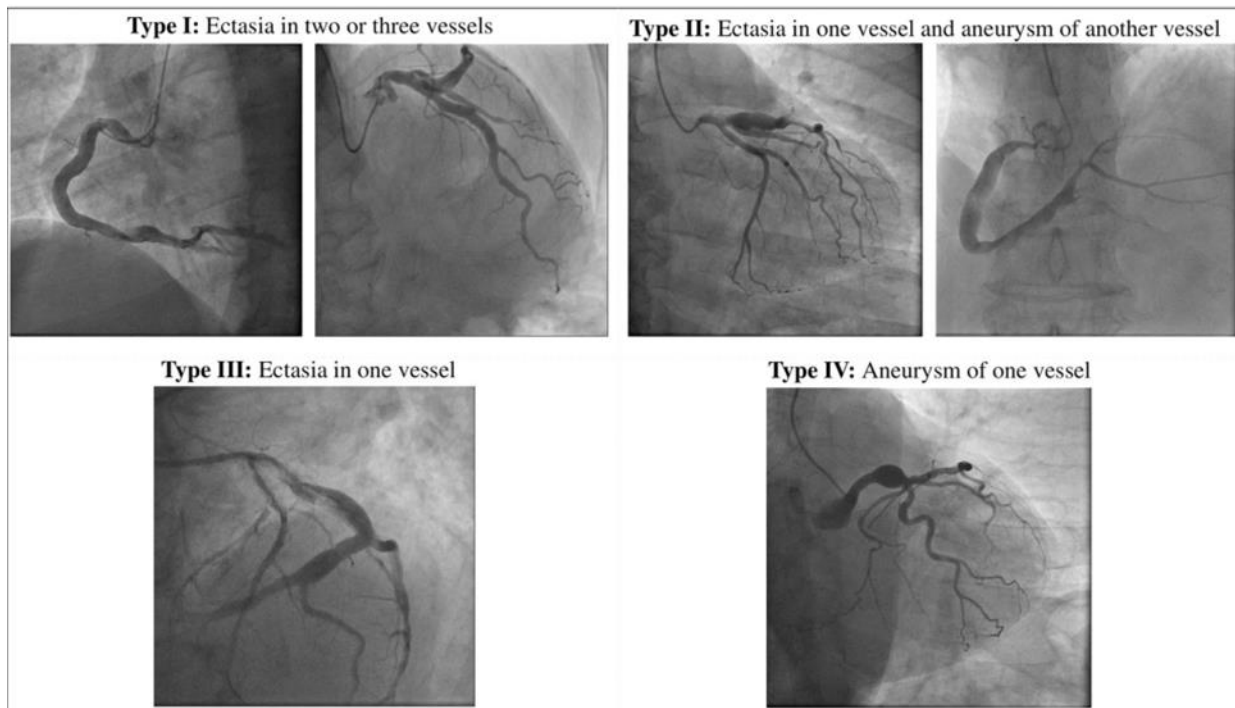 Type I: Ectasia in two or three vessels
Type II: Ectasia in one vessel and aneurysm of another vessel
Type III: Ectasia in one vessel
Type IV: Aneurysm of one vessel